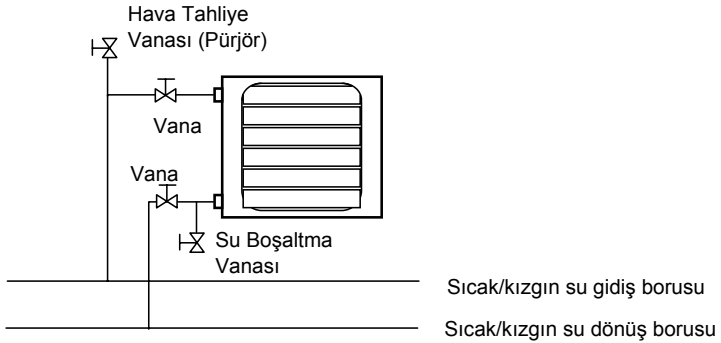 Hava Tahliye
Vanası (Pürjör)
Vana
Vana
Su Boşaltma
Vanası
Sıcak/kızgın su gidiş borusu
Sıcak/kızgın su dönüş borusu